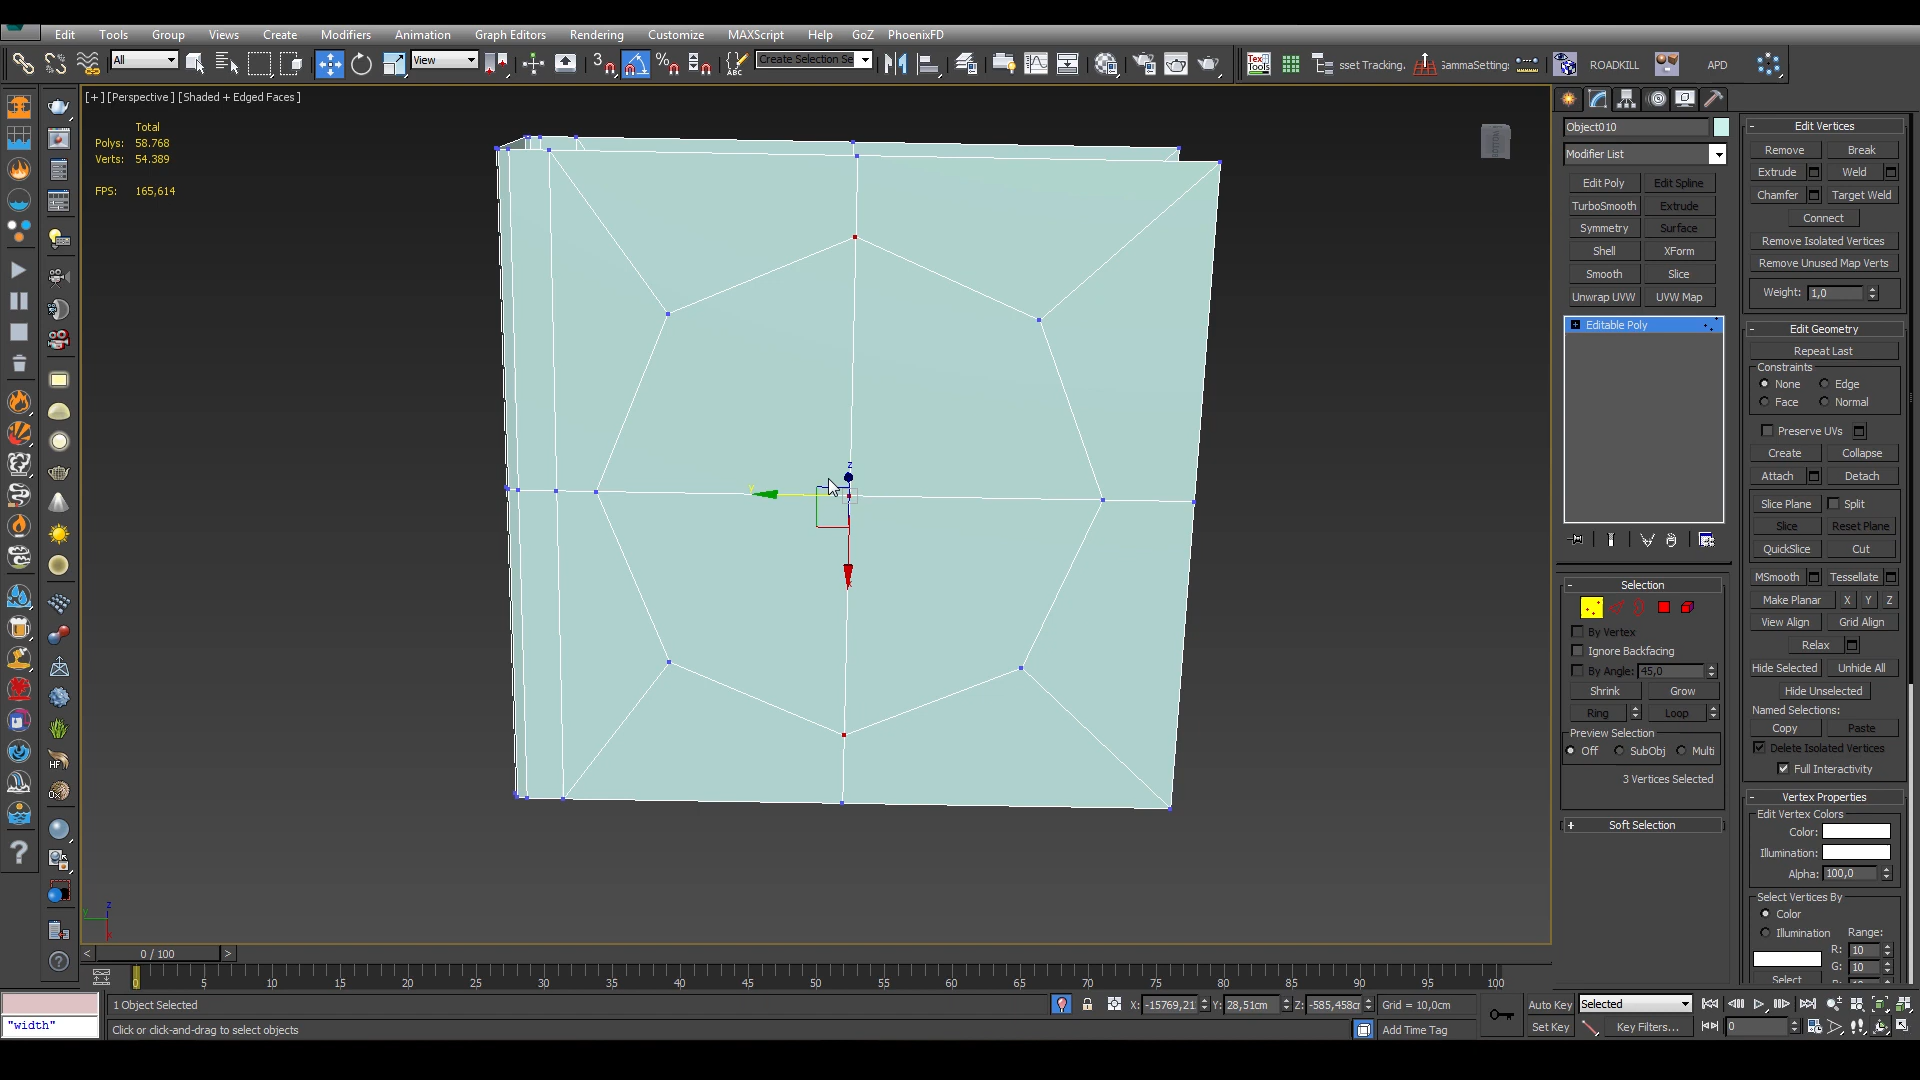 Edit Tools Group Views Create Modifiers Animation Graph Editors Rendering Customize MAXScript Help GoZ PhoenixFD
All View 3 Create Selection Se Tex Tools sset Tracking. GammaSetting: ROADKILL APD
[+] [Perspective] [Shaded + Edged Faces]
Total
Polys: 58.768
Verts: 54.389
FPS: 165,614
z
y
x
Object010
Modifier List
Edit Poly Edit Spline
TurboSmooth Extrude
Symmetry Surface
Shell XForm
Smooth Slice
Unwrap UVW UVW Map
Editable Poly
- Selection
By Vertex
Ignore Backfacing
By Angle: 45,0
Shrink Grow
Ring Loop
Preview Selection
Off SubObj Multi
3 Vertices Selected
+ Soft Selection
- Edit Vertices
Remove Break
Extrude Weld
Chamfer Target Weld
Connect
Remove Isolated Vertices
Remove Unused Map Verts
Weight: 1,0
- Edit Geometry
Repeat Last
Constraints
None Edge
Face Normal
Preserve UVs
Create Collapse
Attach Detach
Slice Plane Split
Slice Reset Plane
QuickSlice Cut
MSmooth Tessellate
Make Planar X Y Z
View Align Grid Align
Relax
Hide Selected Unhide All
Hide Unselected
Named Selections:
Copy Paste
Delete Isolated Vertices
Full Interactivity
- Vertex Properties
Edit Vertex Colors
Color:
Illumination:
Alpha: 100,0
Select Vertices By
Color
Illumination Range:
R: 10
G: 10
Select
< 0 / 100 >
0 5 10 15 20 25 30 35 40 45 50 55 60 65 70 75 80 85 90 95 100
1 Object Selected X: -15769,21 Y: 28,51cm Z: -585,458cr Grid = 10,0cm Auto Key Selected
"width" Click or click-and-drag to select objects Add Time Tag Set Key Key Filters... 0